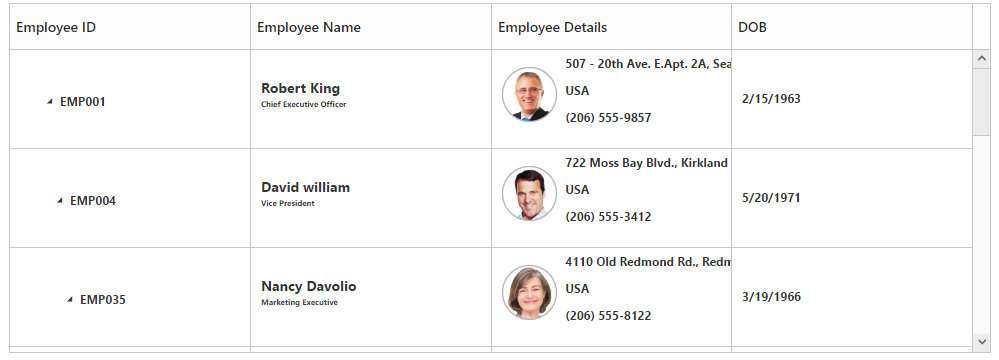 Employee ID Employee Name Employee Details DOB
507 - 20th Ave. E.Apt. 2A, Sea
EMP001 Robert King USA 2/15/1963
Chief Executive Officer
(206) 555-9857
722 Moss Bay Blvd., Kirkland
EMP004 David william USA 5/20/1971
Vice President
(206) 555-3412
4110 Old Redmond Rd., Redm
EMP035 Nancy Davolio USA 3/19/1966
Marketing Executive
(206) 555-8122